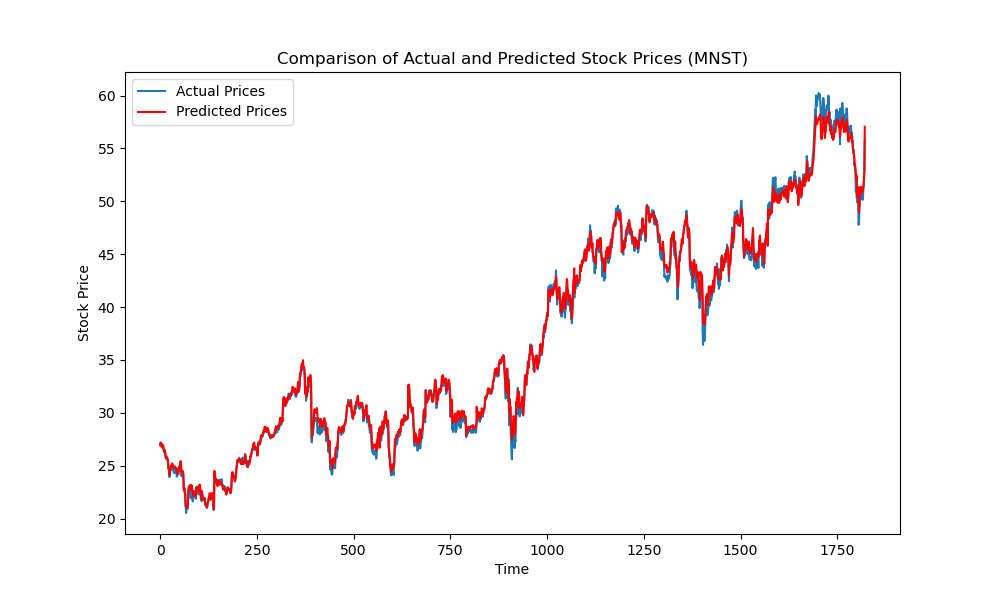 Comparison of Actual and Predicted Stock Prices (MNST)
Actual Prices
Predicted Prices
Stock Price
60
55
50
45
40
35
30
25
20
0 250 500 750 1000 1250 1500 1750
Time